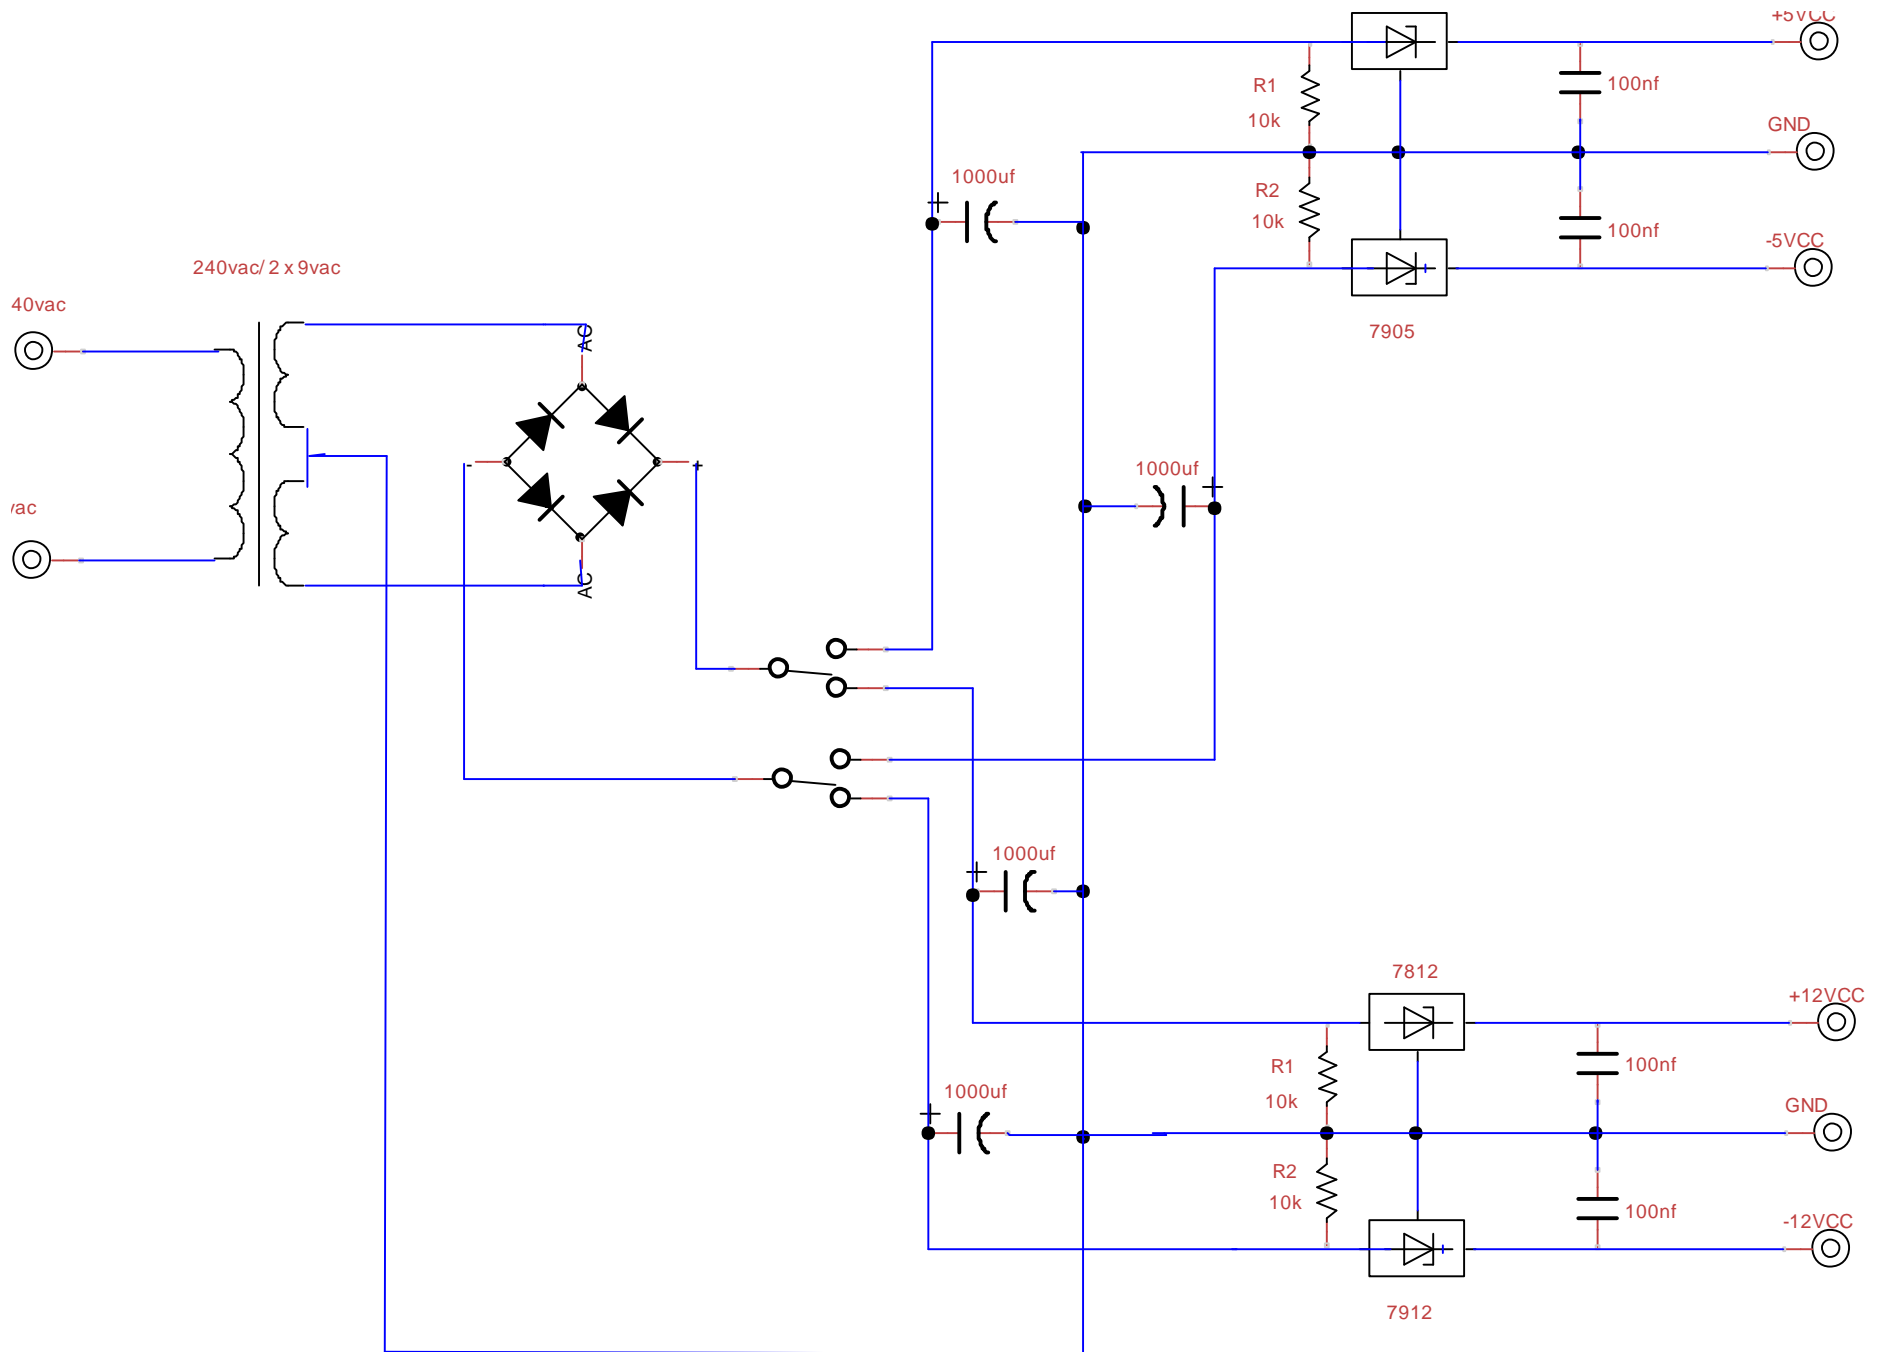 +5VCC
R1
100nf
10k
GND
1000uf
R2
10k
100nf
-5VCC
240vac/ 2 x 9vac
40vac
7905
AC
+
1000uf
+
-
+
vac
AC
1000uf
+
7812
+12VCC
R1
100nf
1000uf
10k
GND
+
R2
10k
100nf
-12VCC
7912